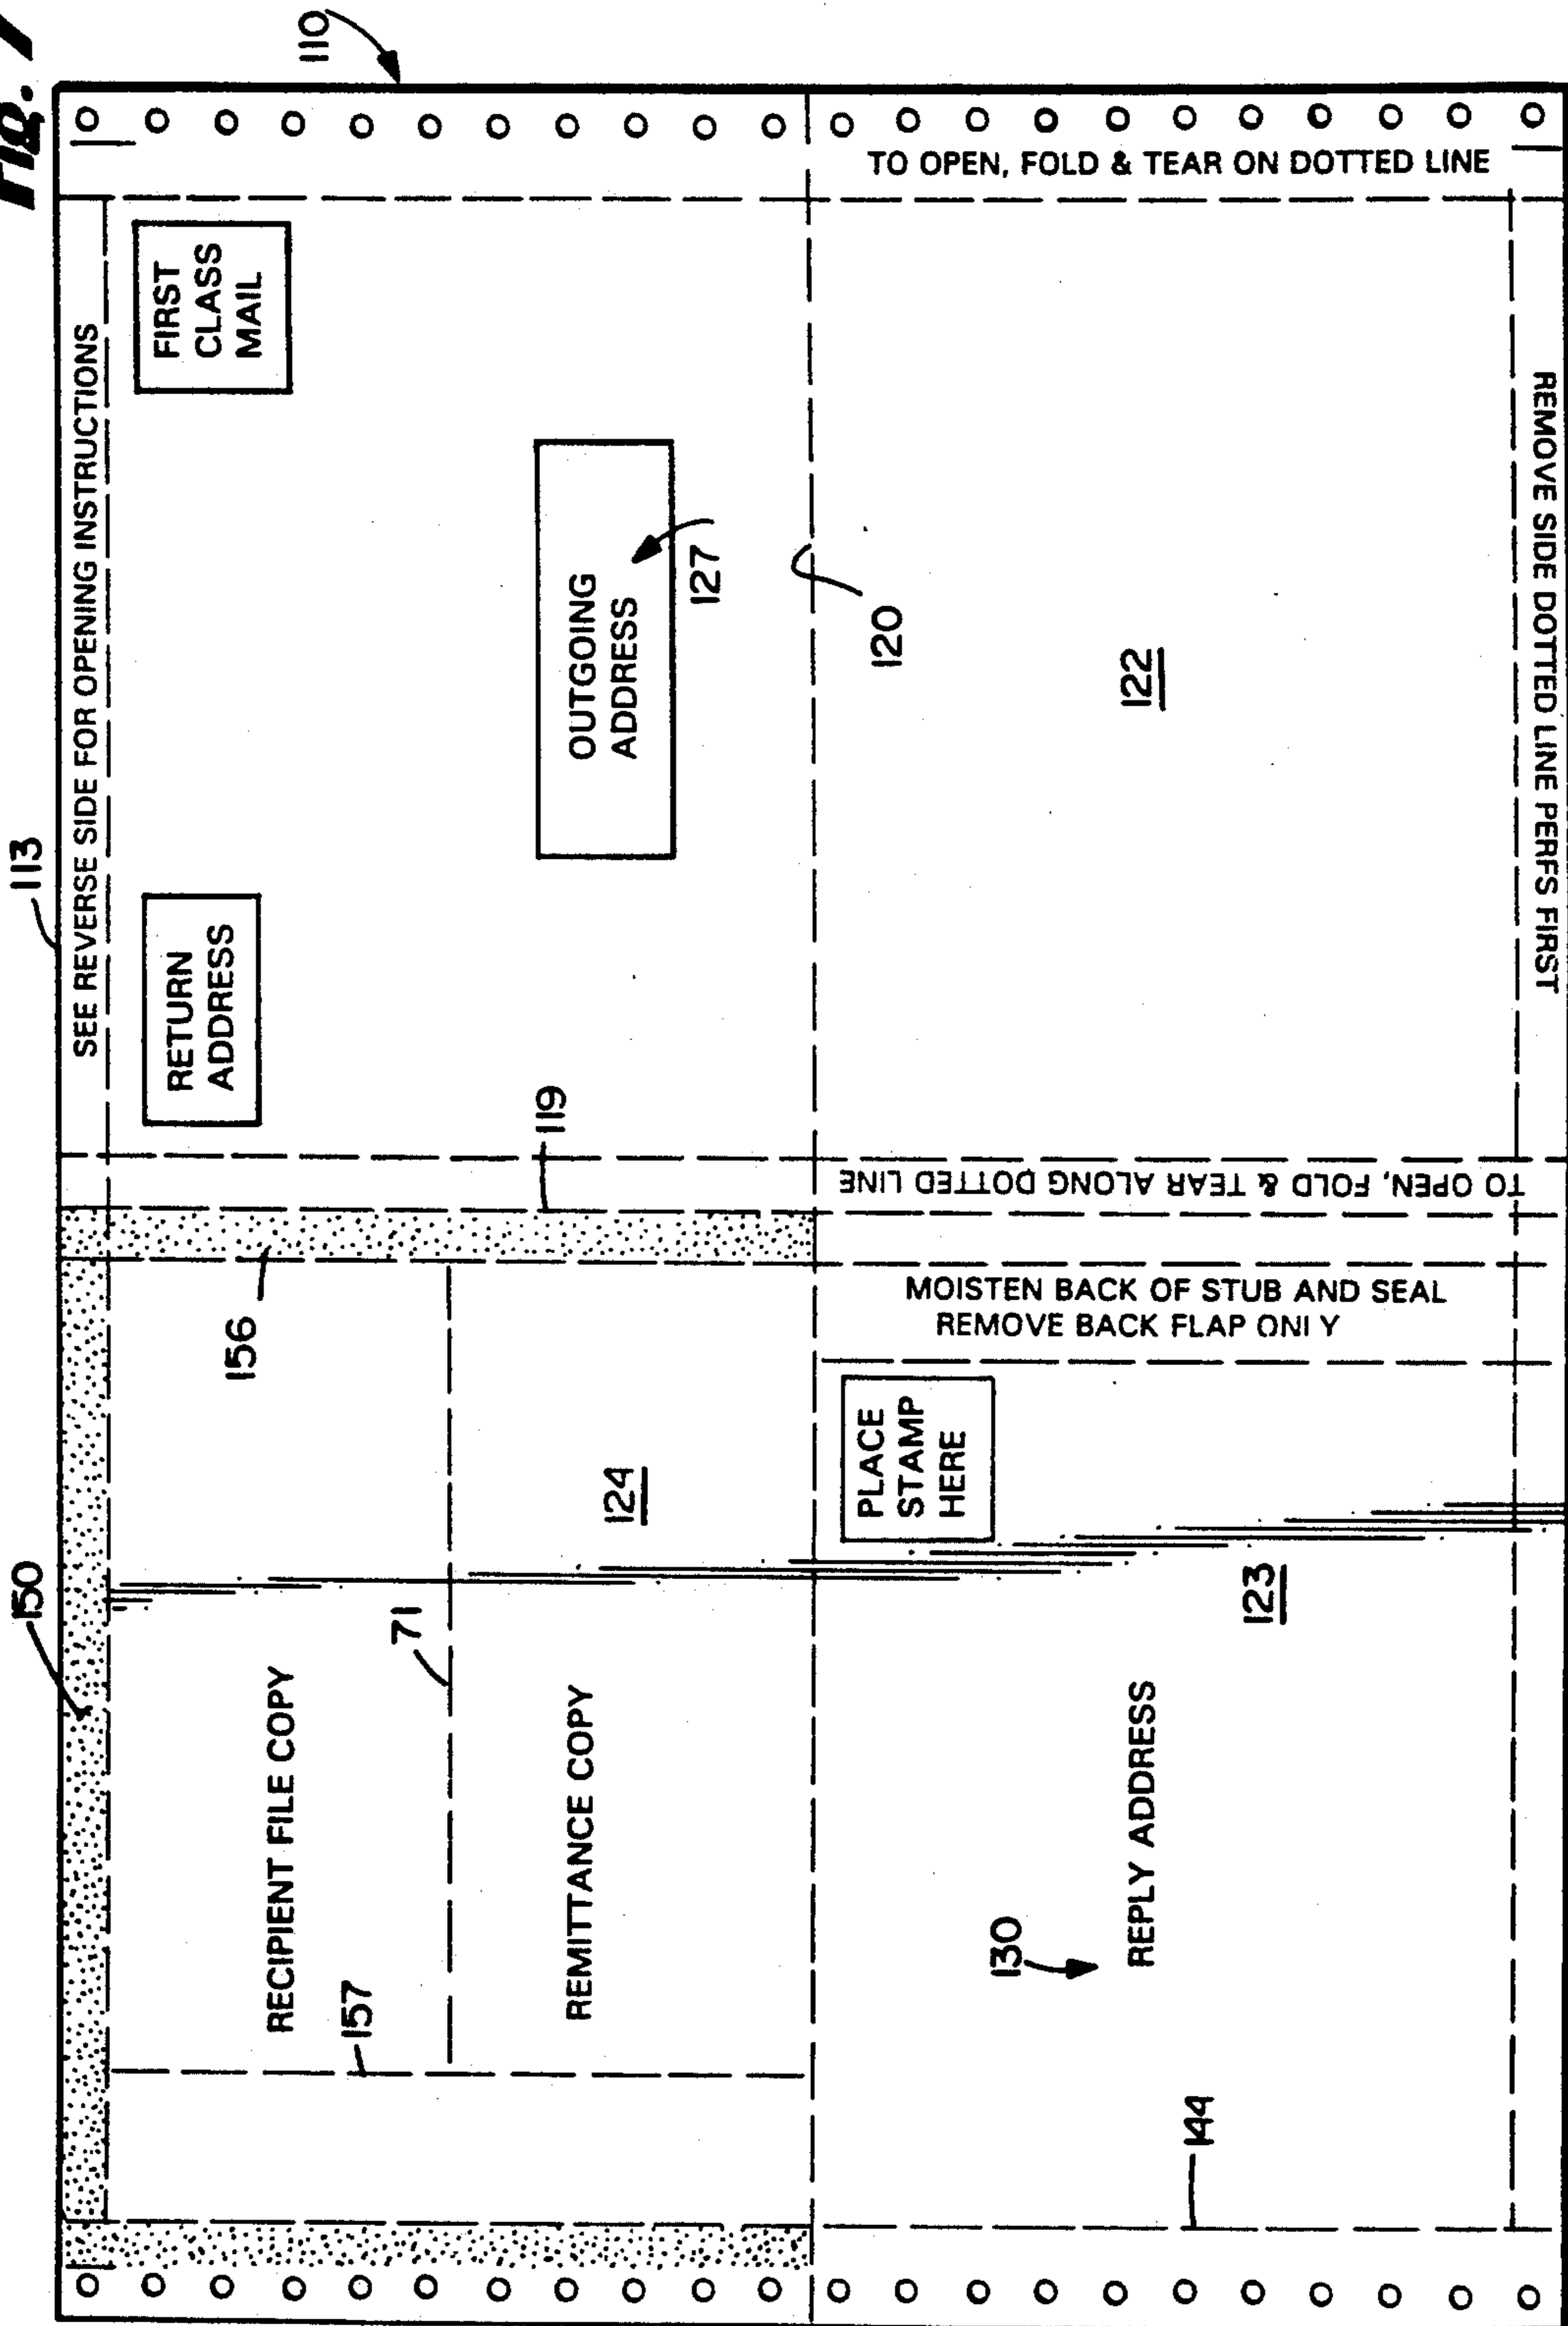 Fig. 7
150
113
110
SEE REVERSE SIDE FOR OPENING INSTRUCTIONS
RETURN
ADDRESS
FIRST
CLASS
MAIL
156
RECIPIENT FILE COPY
157
71
119
REMITTANCE COPY
124
OUTGOING
ADDRESS
127
120
PLACE
STAMP
HERE
MOISTEN BACK OF STUB AND SEAL
REMOVE BACK FLAP ONLY
TO OPEN, FOLD & TEAR ALONG DOTTED LINE
TO OPEN, FOLD & TEAR ON DOTTED LINE
130
REPLY ADDRESS
144
123
122
REMOVE SIDE DOTTED LINE PERFS FIRST